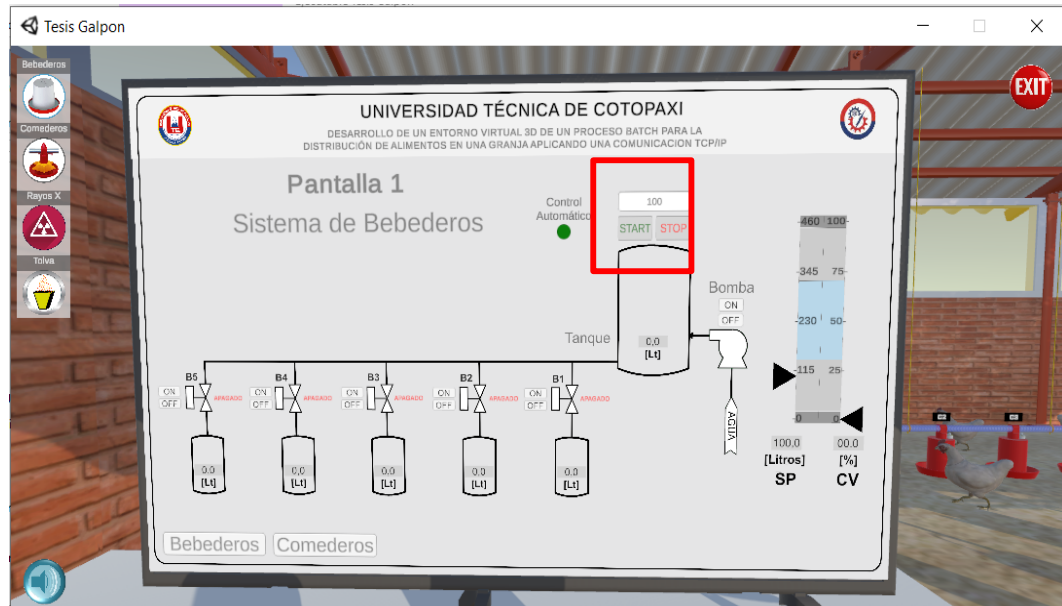 Tesis Galpon
Bebederos
Comederos
Rayos X
Tolva
EXIT
UNIVERSIDAD TÉCNICA DE COTOPAXI
DESARROLLO DE UN ENTORNO VIRTUAL 3D DE UN PROCESO BATCH PARA LA
DISTRIBUCIÓN DE ALIMENTOS EN UNA GRANJA APLICANDO UNA COMUNICACION TCP/IP
Pantalla 1
Sistema de Bebederos
Control
Automático
100
START STOP
Bomba
ON
OFF
Tanque
0,0
[Lt]
AGUA
460 100
345 75
230 50
115 25
0 0
100,0 00.0
[Litros] [%]
SP CV
B5 B4 B3 B2 B1
ON ON ON ON ON
OFF OFF OFF OFF OFF
APAGADO APAGADO APAGADO APAGADO APAGADO
0.0 0,0 0.0 0.0 0.0
[Lt] [Lt] [Lt] [Lt] [Lt]
Bebederos Comederos